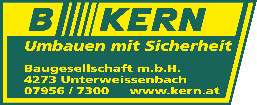 B KERN
Umbauen mit Sicherheit
Baugesellschaft m.b.H.
4273 Unterweissenbach
07956 / 7300 www.kern.at